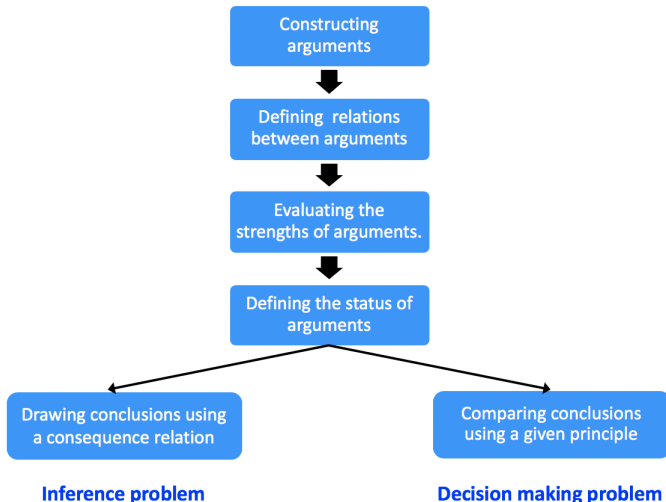 Constructing
arguments
Defining relations
between arguments
Evaluating the
strengths of arguments.
Defining the status of
arguments
Drawing conclusions using
a consequence relation
Comparing conclusions
using a given principle
Inference problem
Decision making problem